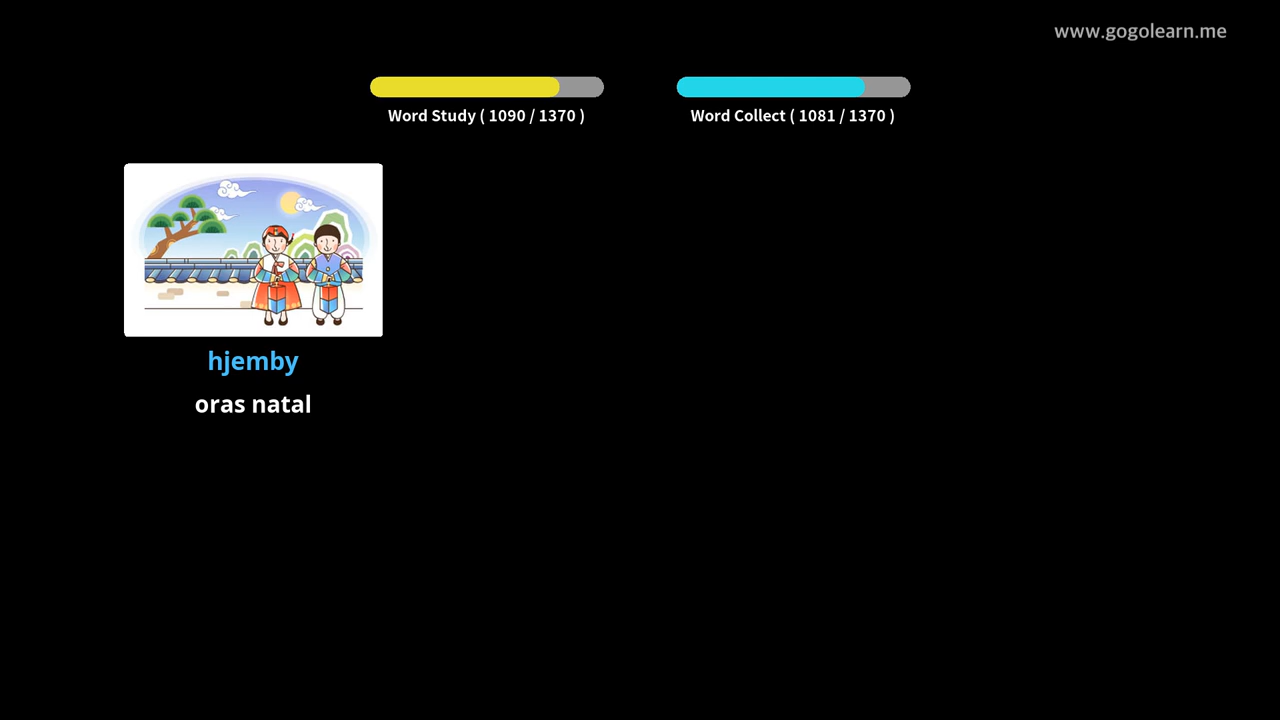 www.gogolearn.me
Word Study ( 1090 / 1370 )
Word Collect ( 1081 / 1370 )
hjemby
oras natal